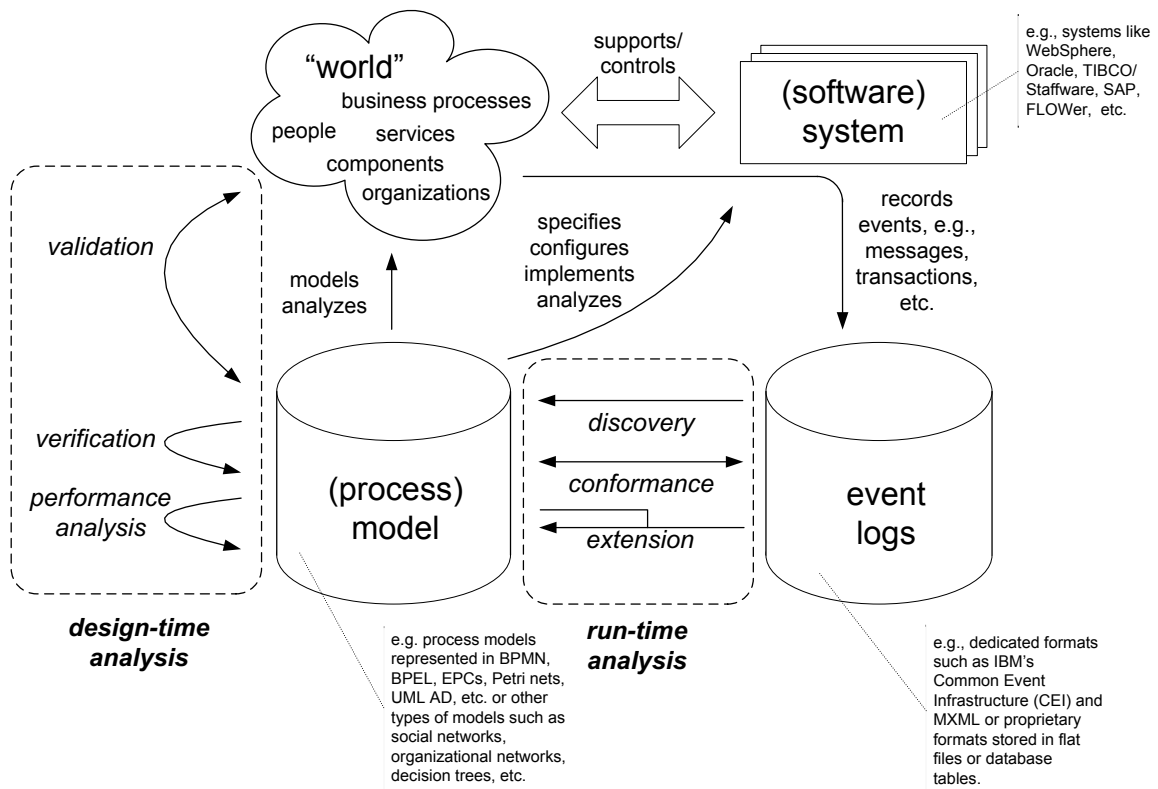 “world”
business processes
people
services
components
organizations
supports/
controls
(software)
system
e.g., systems like
WebSphere,
Oracle, TIBCO/
Staffware, SAP,
FLOWer, etc.
validation
models
analyzes
specifies
configures
implements
analyzes
records
events, e.g.,
messages,
transactions,
etc.
verification
performance
analysis
(process)
model
discovery
conformance
extension
event
logs
design-time
analysis
run-time
analysis
e.g. process models
represented in BPMN,
BPEL, EPCs, Petri nets,
UML AD, etc. or other
types of models such as
social networks,
organizational networks,
decision trees, etc.
e.g., dedicated formats
such as IBM’s
Common Event
Infrastructure (CEI) and
MXML or proprietary
formats stored in flat
files or database
tables.